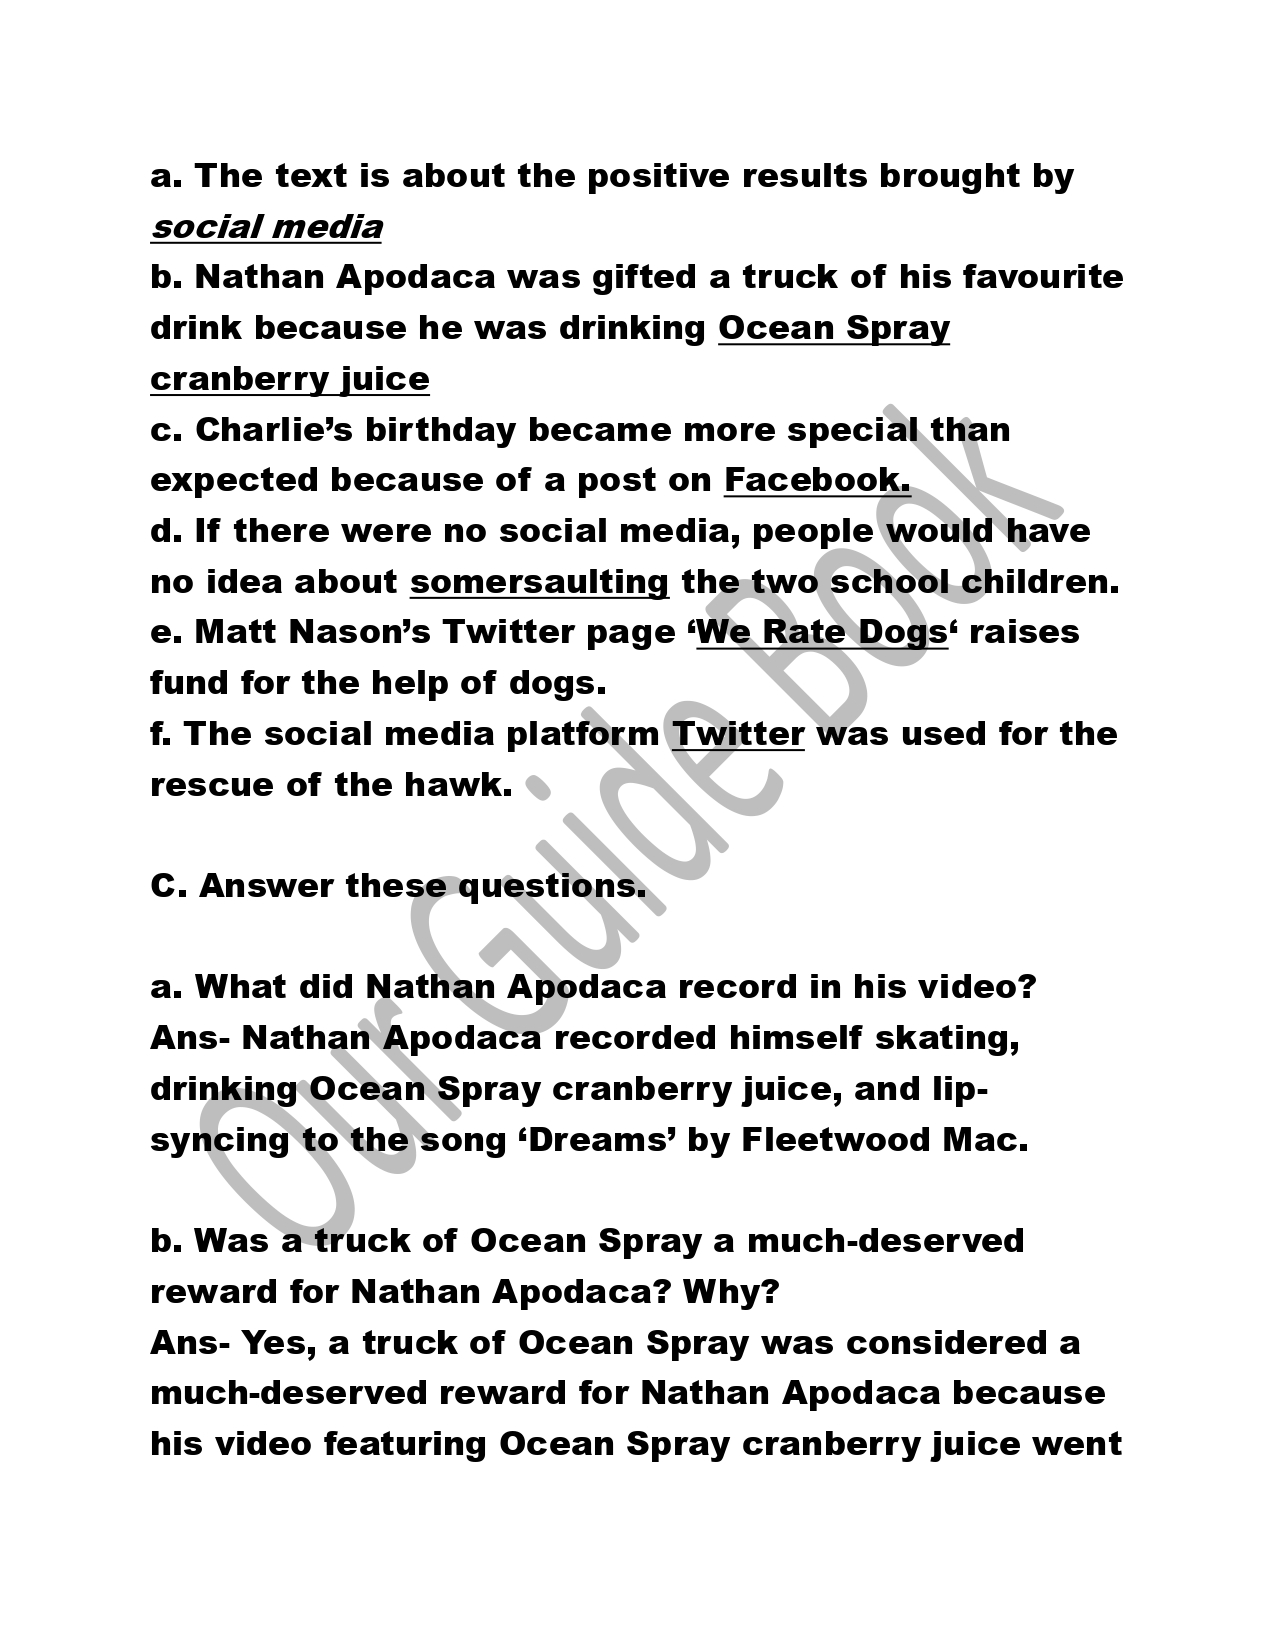 a. The text is about the positive results brought by
social media
b. Nathan Apodaca was gifted a truck of his favourite
drink because he was drinking Ocean Spray
cranberry juice
c. Charlie’s birthday became more special than
expected because of a post on Facebook.
d. If there were no social media, people would have
no idea about somersaulting the two school children.
e. Matt Nason’s Twitter page ‘We Rate Dogs‘ raises
fund for the help of dogs.
f. The social media platform Twitter was used for the
rescue of the hawk.
C. Answer these questions.
a. What did Nathan Apodaca record in his video?
Ans- Nathan Apodaca recorded himself skating,
drinking Ocean Spray cranberry juice, and lip-
syncing to the song ‘Dreams’ by Fleetwood Mac.
b. Was a truck of Ocean Spray a much-deserved
reward for Nathan Apodaca? Why?
Ans- Yes, a truck of Ocean Spray was considered a
much-deserved reward for Nathan Apodaca because
his video featuring Ocean Spray cranberry juice went
Our Guide Book